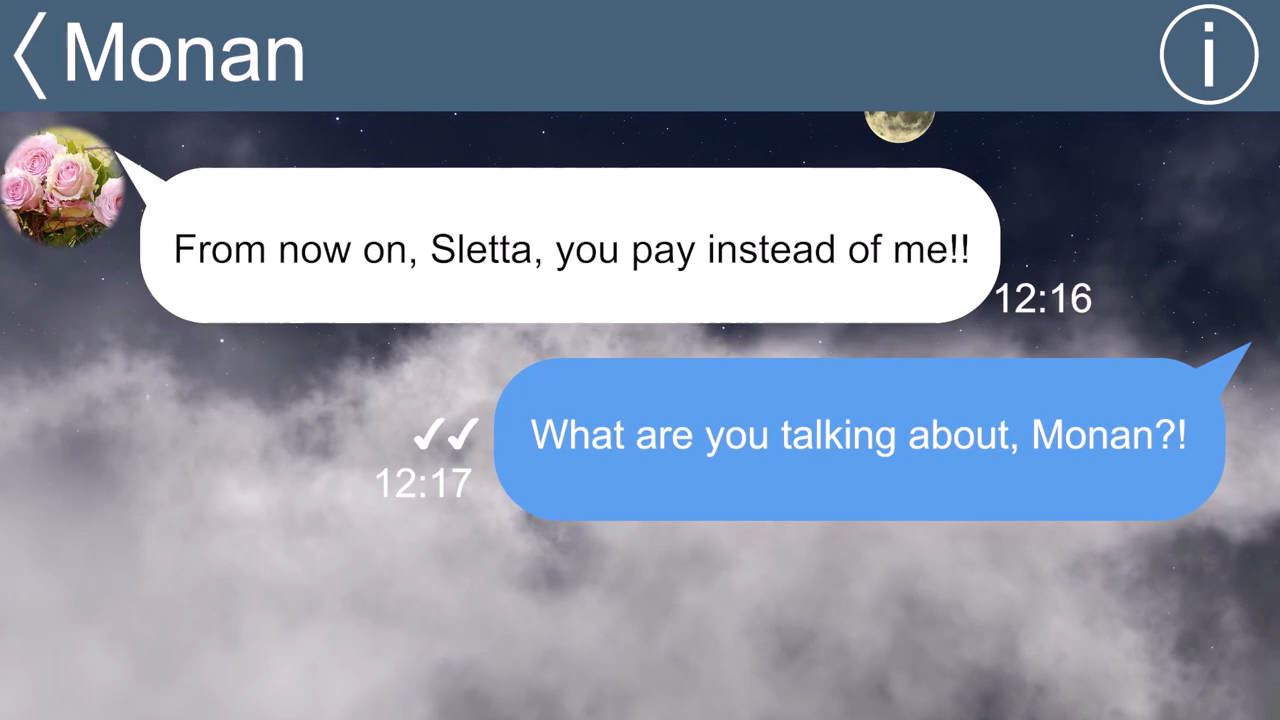 Monan
From now on, Sletta, you pay instead of me!!
12:16
What are you talking about, Monan?!
12:17